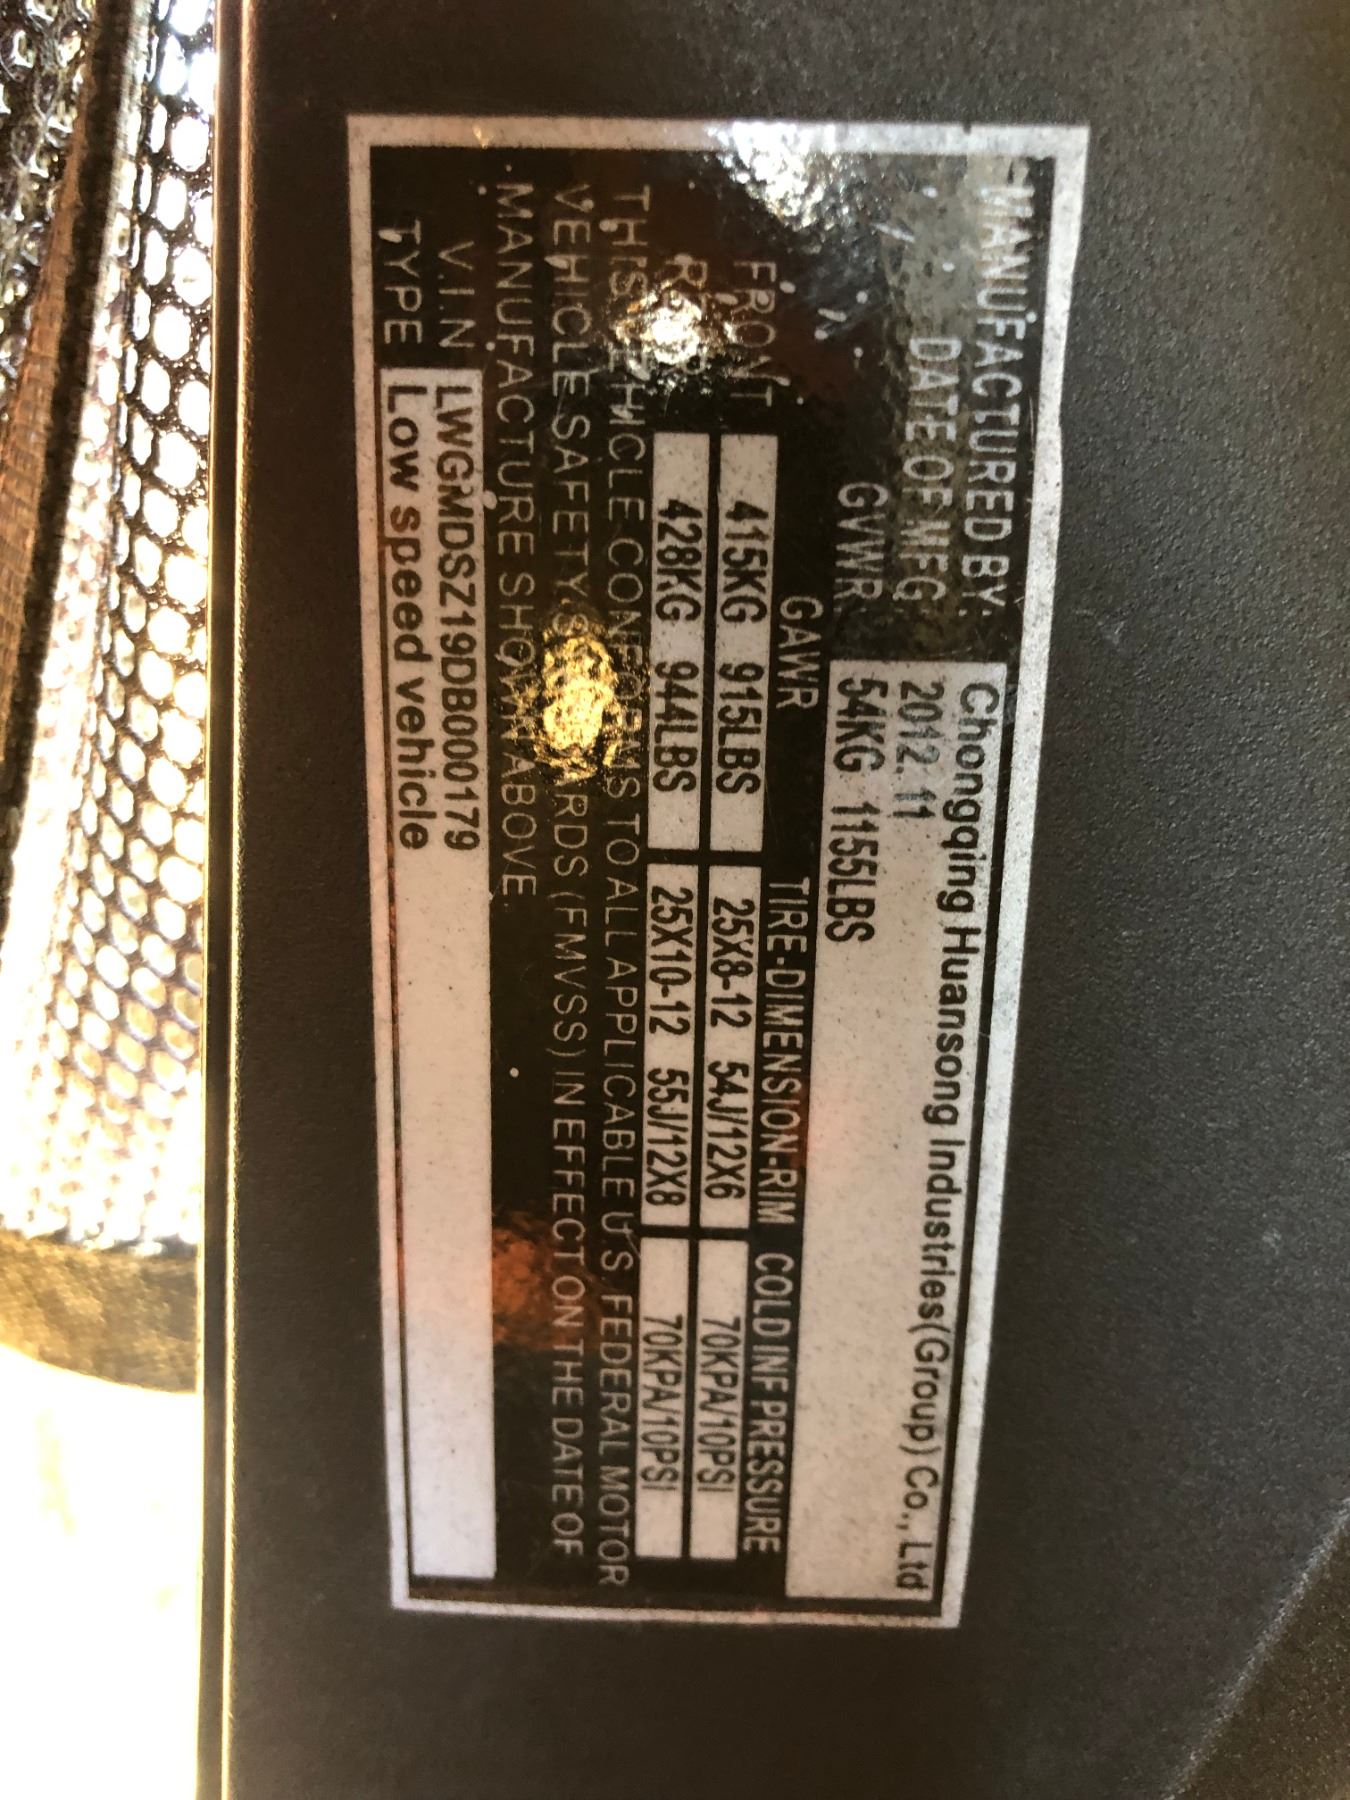 MANUFACTURED BY: Chongqing Huansong Industries(Group) Co., Ltd
DATE OF MFG 2012.11
GVWR 54KG 1155LBS
GAWR TIRE-DIMENSION-RIM COLD INF PRESSURE
FRONT 415KG 915LBS 25X8-12 54J/12X6 70KPA/10PSI
428KG 944LBS 25X10-12 55J/12X8 70KPA/10PSI
THIS VEHICLE CONFORMS TO ALL APPLICABLE U'S. FEDERAL MOTOR
VEHICLE SAFETY (FMVSS) IN EFFECT ON THE DATE OF
MANUFACTURE SHOWN ABOVE
V.I.N LWGMDSZ19DB000179
TYPE Low speed vehicle